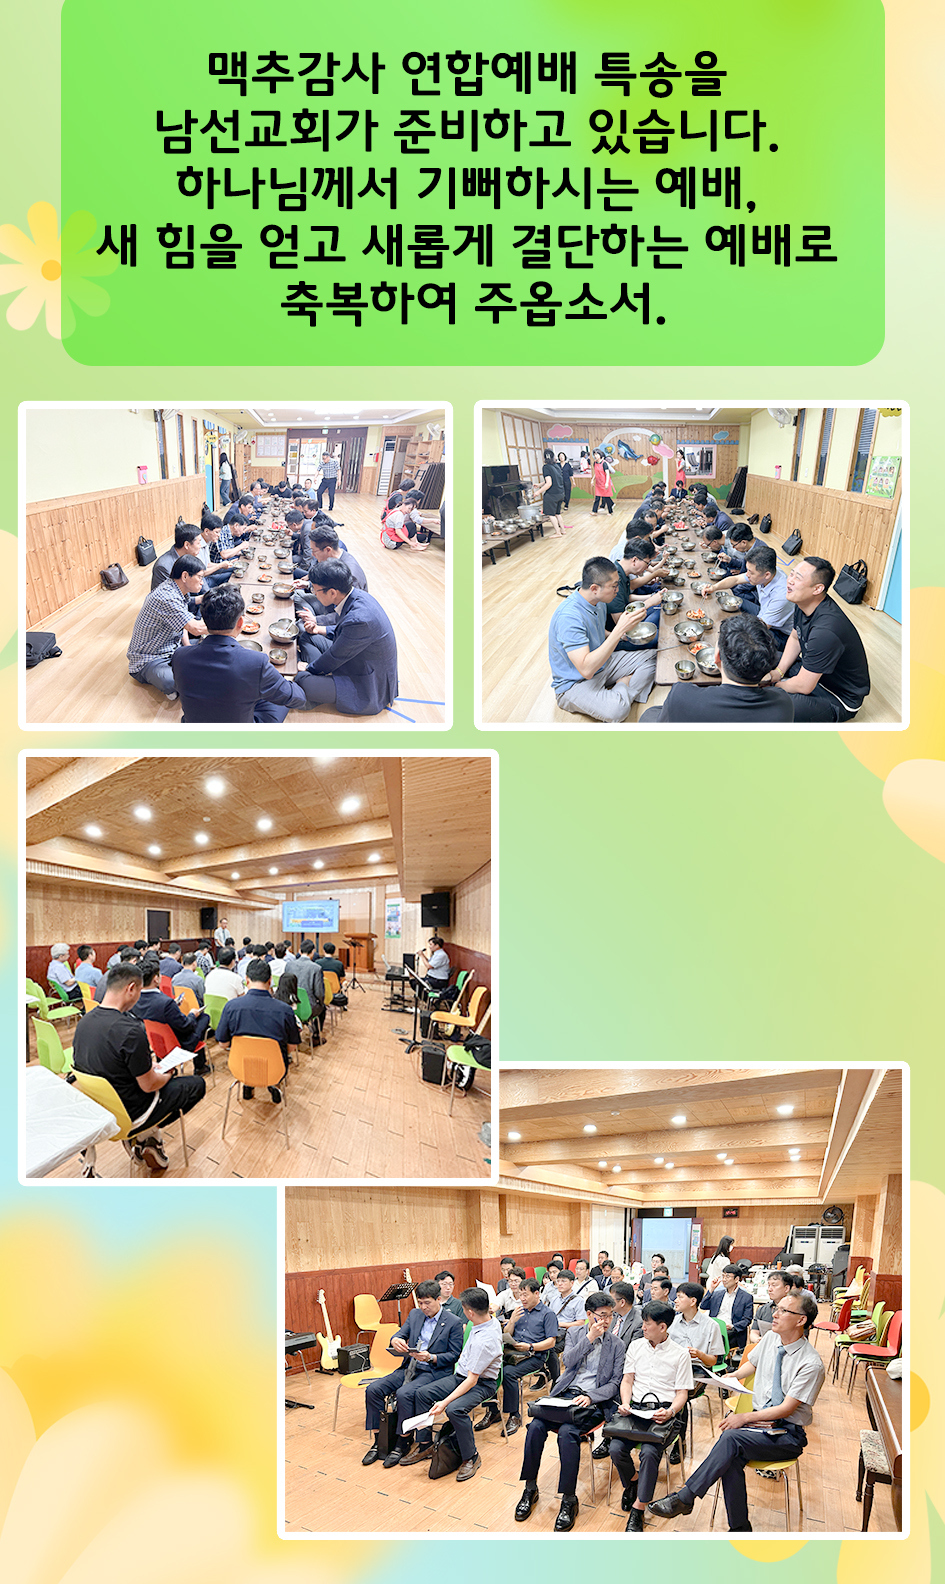 맥추감사 연합예배 특송을
남선교회가 준비하고 있습니다.
하나님께서 기뻐하시는 예배,
새 힘을 얻고 새롭게 결단하는 예배로
축복하여 주옵소서.